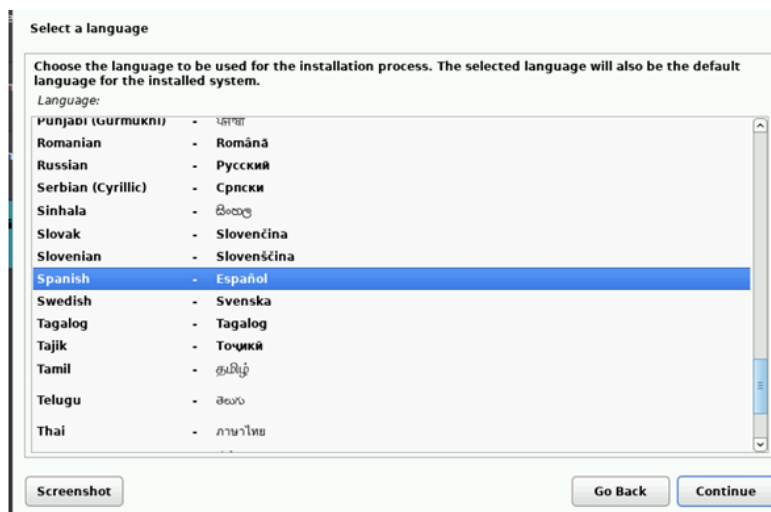 Select a language
Choose the language to be used for the installation process. The selected language will also be the default
language for the installed system.
Language:
Punjabi (Gurmukhi) - ਪੰਜਾਬੀ
Romanian - Română
Russian - Русский
Serbian (Cyrillic) - Српски
Sinhala - සිංහල
Slovak - Slovenčina
Slovenian - Slovenščina
Spanish - Español
Swedish - Svenska
Tagalog - Tagalog
Tajik - Тоҷикӣ
Tamil - தமிழ்
Telugu - తెలుగు
Thai - ภาษาไทย
Screenshot Go Back Continue